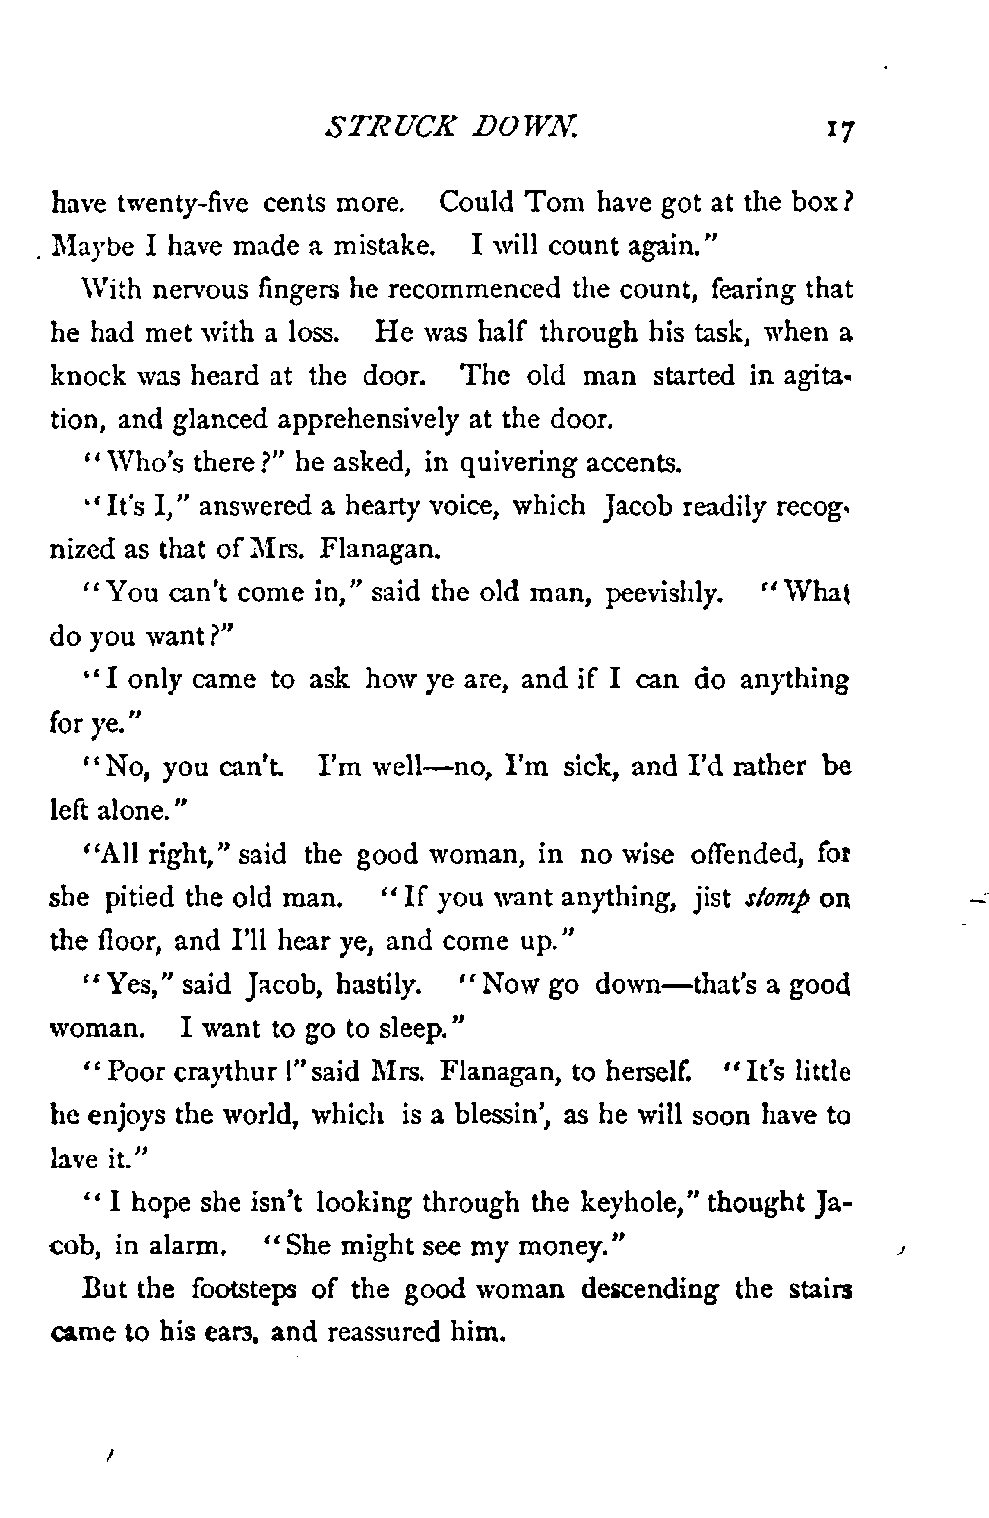 STRUCK DOWN. 17
have twenty-five cents more. Could Tom have got at the box?
Maybe I have made a mistake. I will count again."
With nervous fingers he recommenced the count, fearing that
he had met with a loss. He was half through his task, when a
knock was heard at the door. The old man started in agita-
tion, and glanced apprehensively at the door.
"Who's there?" he asked, in quivering accents.
"It's I," answered a hearty voice, which Jacob readily recog-
nized as that of Mrs. Flanagan.
"You can't come in," said the old man, peevishly. "What
do you want?"
"I only came to ask how ye are, and if I can do anything
for ye."
"No, you can't. I'm well—no, I'm sick, and I'd rather be
left alone."
"All right," said the good woman, in no wise offended, for
she pitied the old man. "If you want anything, jist stomp on
the floor, and I'll hear ye, and come up."
"Yes," said Jacob, hastily. "Now go down—that's a good
woman. I want to go to sleep."
"Poor craythur!" said Mrs. Flanagan, to herself. "It's little
he enjoys the world, which is a blessin', as he will soon have to
lave it."
"I hope she isn't looking through the keyhole," thought Ja-
cob, in alarm. "She might see my money."
But the footsteps of the good woman descending the stairs
came to his ears, and reassured him.